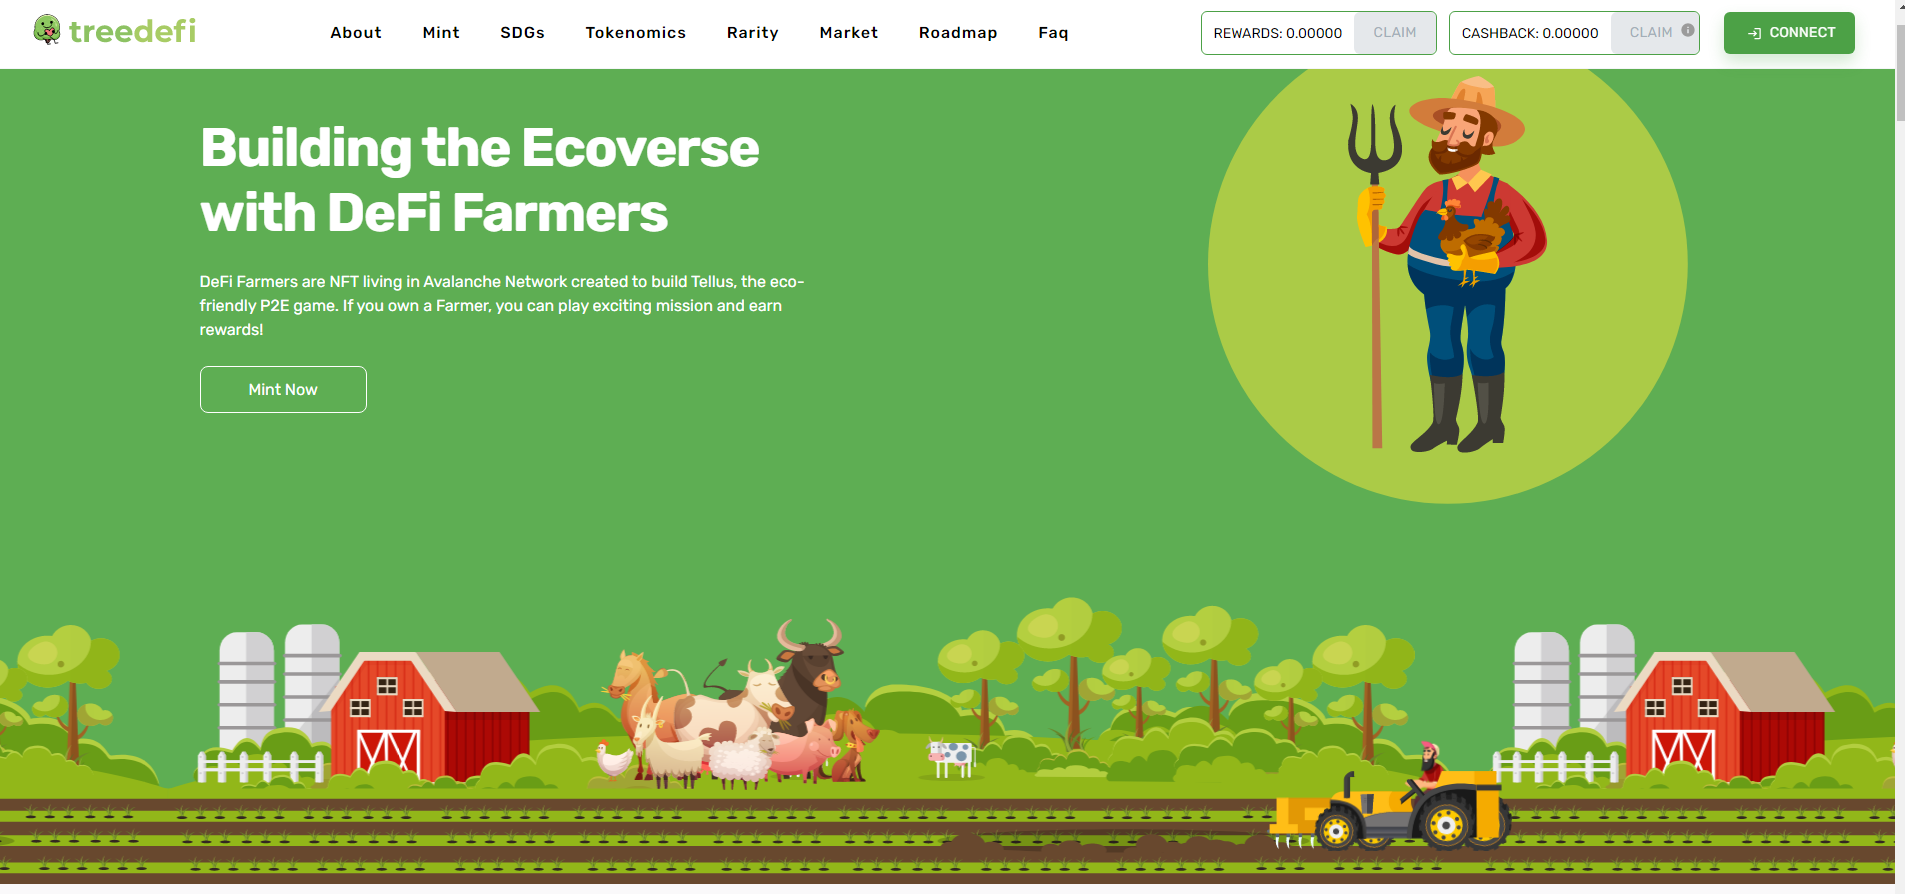 treedefi
About
Mint
SDGs
Tokenomics
Rarity
Market
Roadmap
Faq
REWARDS: 0.00000
CLAIM
CASHBACK: 0.00000
CLAIM
CONNECT
Building the Ecoverse
with DeFi Farmers
DeFi Farmers are NFT living in Avalanche Network created to build Tellus, the eco-
friendly P2E game. If you own a Farmer, you can play exciting mission and earn
rewards!
Mint Now